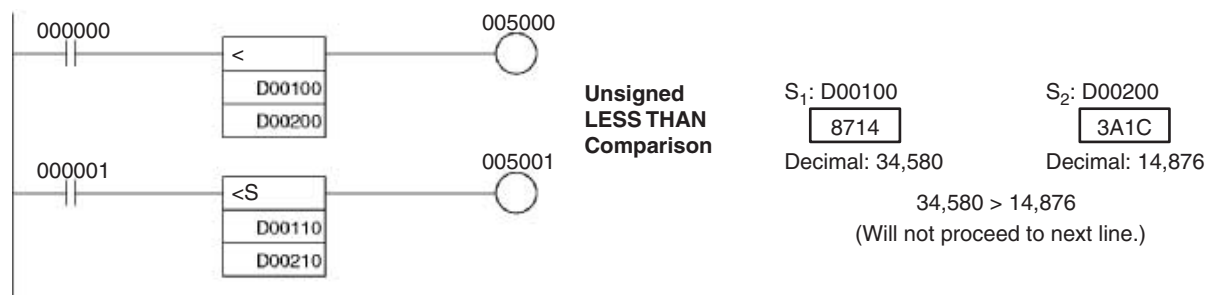 000000
005000
<
D00100
D00200
000001
005001
<S
D00110
D00210
Unsigned
LESS THAN
Comparison
S1: D00100
8714
Decimal: 34,580
S2: D00200
3A1C
Decimal: 14,876
34,580 > 14,876
(Will not proceed to next line.)